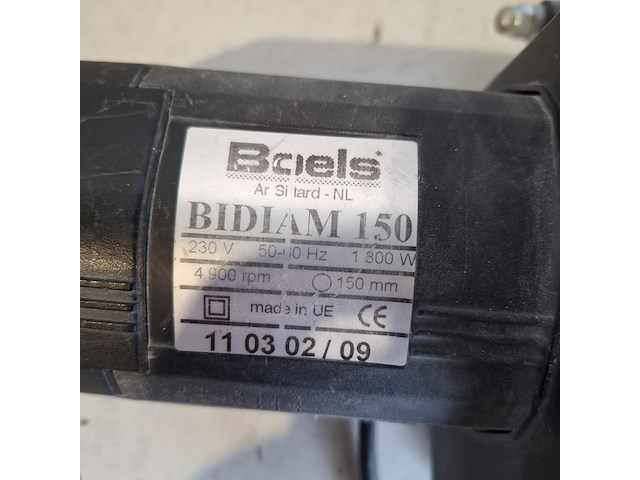 Boels
Ar Sittard - NL
BIDIAM 150
230 V 50-60 Hz 1 800 W
4.900 rpm 150 mm
made in UE CE
11 03 02 / 09